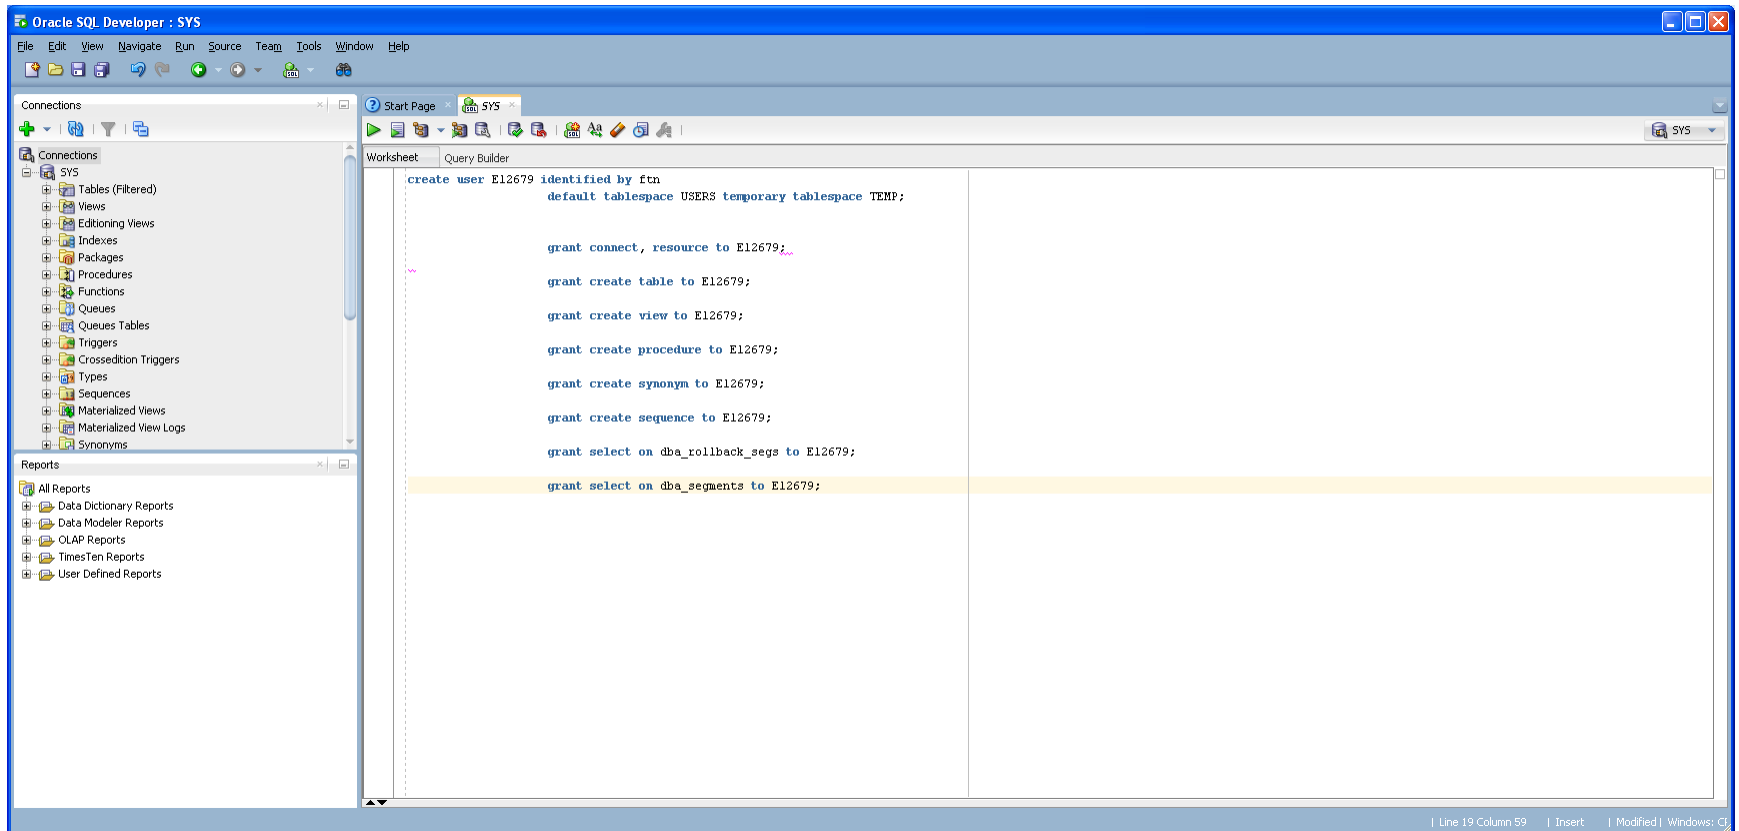 Oracle SQL Developer : SYS
File Edit View Navigate Run Source Team Tools Window Help
Connections
Connections
SYS
Tables (Filtered)
Views
Editioning Views
Indexes
Packages
Procedures
Functions
Queues
Queues Tables
Triggers
Crossedition Triggers
Types
Sequences
Materialized Views
Materialized View Logs
Synonyms
Reports
All Reports
Data Dictionary Reports
Data Modeler Reports
OLAP Reports
TimesTen Reports
User Defined Reports
Start Page SYS
SYS
Worksheet Query Builder
create user E12679 identified by ftn
default tablespace USERS temporary tablespace TEMP;
grant connect, resource to E12679;
grant create table to E12679;
grant create view to E12679;
grant create procedure to E12679;
grant create synonym to E12679;
grant create sequence to E12679;
grant select on dba_rollback_segs to E12679;
grant select on dba_segments to E12679;
| Line 19 Column 59 | Insert | Modified | Windows: